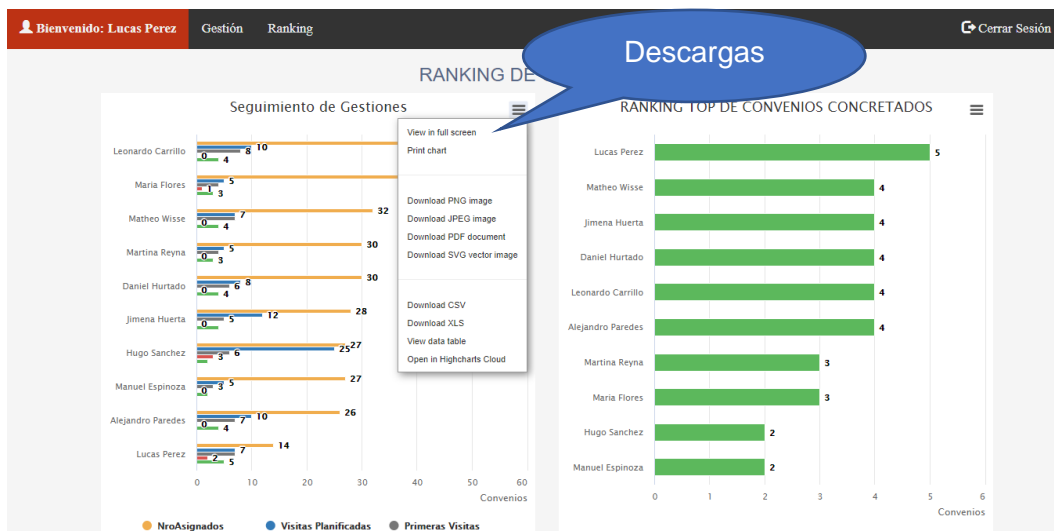 Bienvenido: Lucas Perez Gestión Ranking Cerrar Sesión
Descargas
RANKING DE
Seguimiento de Gestiones
Leonardo Carrillo 10 8 0 4
Maria Flores 5 1 3
Matheo Wisse 32 7 0 4
Martina Reyna 30 5 0 3
Daniel Hurtado 30 8 6 0 4
Jimena Huerta 28 12 5 0
Hugo Sanchez 27 25 6 3
Manuel Espinoza 27 5 3 0
Alejandro Paredes 26 10 7 0 4
Lucas Perez 14 7 2 5
0 10 20 30 40 50 60
Convenios
NroAsignados Visitas Planificadas Primeras Visitas
View in full screen
Print chart
Download PNG image
Download JPEG image
Download PDF document
Download SVG vector image
Download CSV
Download XLS
View data table
Open in Highcharts Cloud
RANKING TOP DE CONVENIOS CONCRETADOS
Lucas Perez 5
Matheo Wisse 4
Jimena Huerta 4
Daniel Hurtado 4
Leonardo Carrillo 4
Alejandro Paredes 4
Martina Reyna 3
Maria Flores 3
Hugo Sanchez 2
Manuel Espinoza 2
0 1 2 3 4 5 6
Convenios